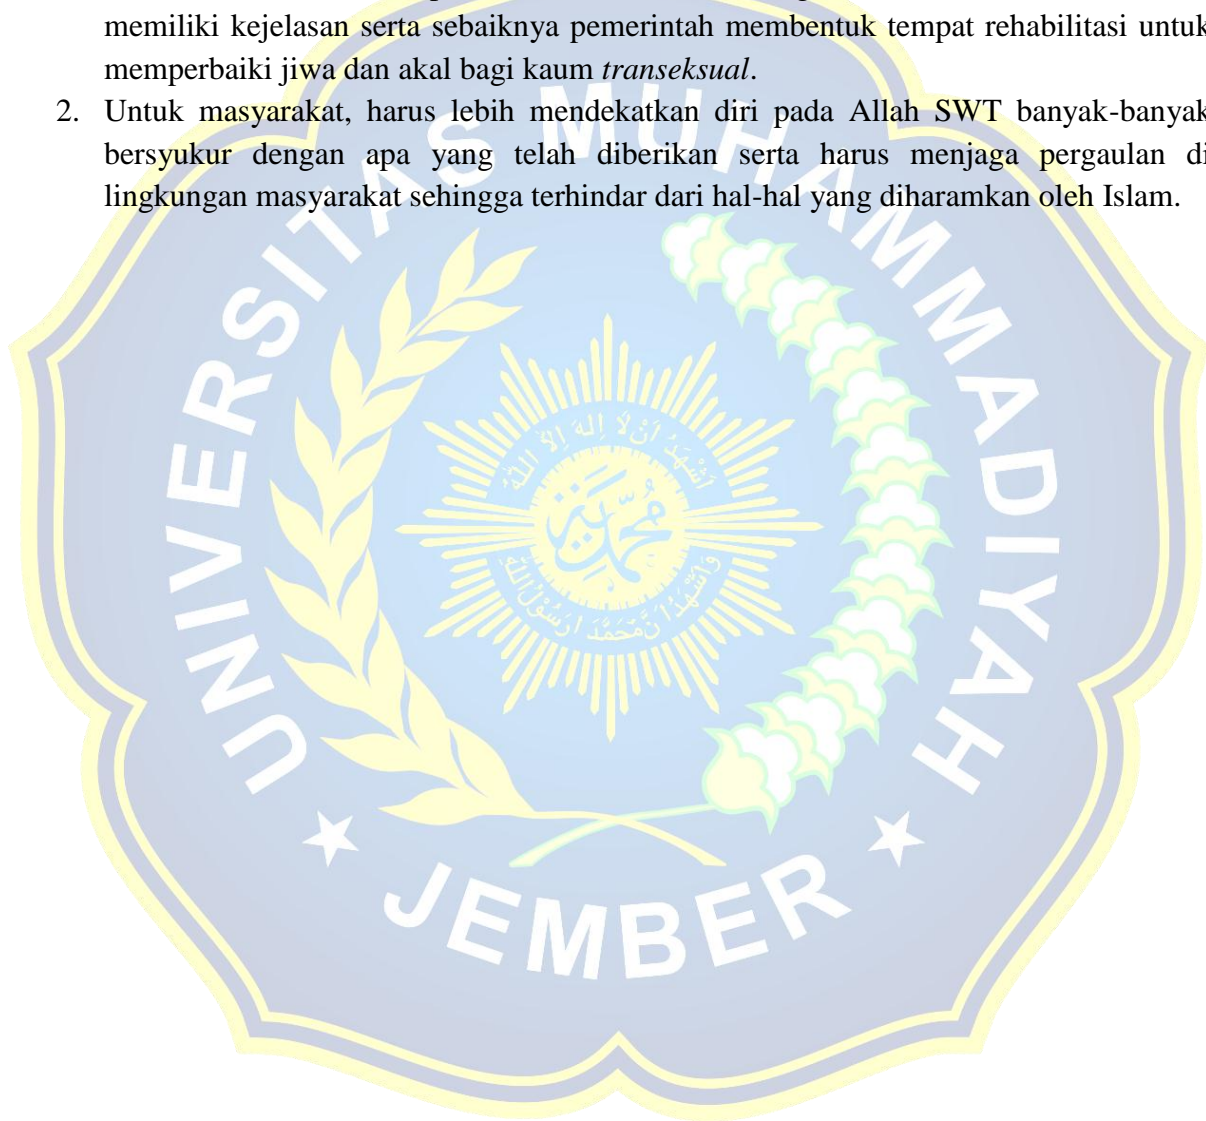 memiliki kejelasan serta sebaiknya pemerintah membentuk tempat rehabilitasi untuk
memperbaiki jiwa dan akal bagi kaum transeksual.
2. Untuk masyarakat, harus lebih mendekatkan diri pada Allah SWT banyak-banyak
bersyukur dengan apa yang telah diberikan serta harus menjaga pergaulan di
lingkungan masyarakat sehingga terhindar dari hal-hal yang diharamkan oleh Islam.
UNIVERSITAS MUHAMMADIYAH
أَشْهَدُ أَنْ لَا إِلٰهَ إِلَّا اللّٰهُ
مُحَمَّدِيَّة
وَأَشْهَدُ أَنَّ مُحَمَّدًا رَسُوْلُ اللّٰهِ
JEMBER